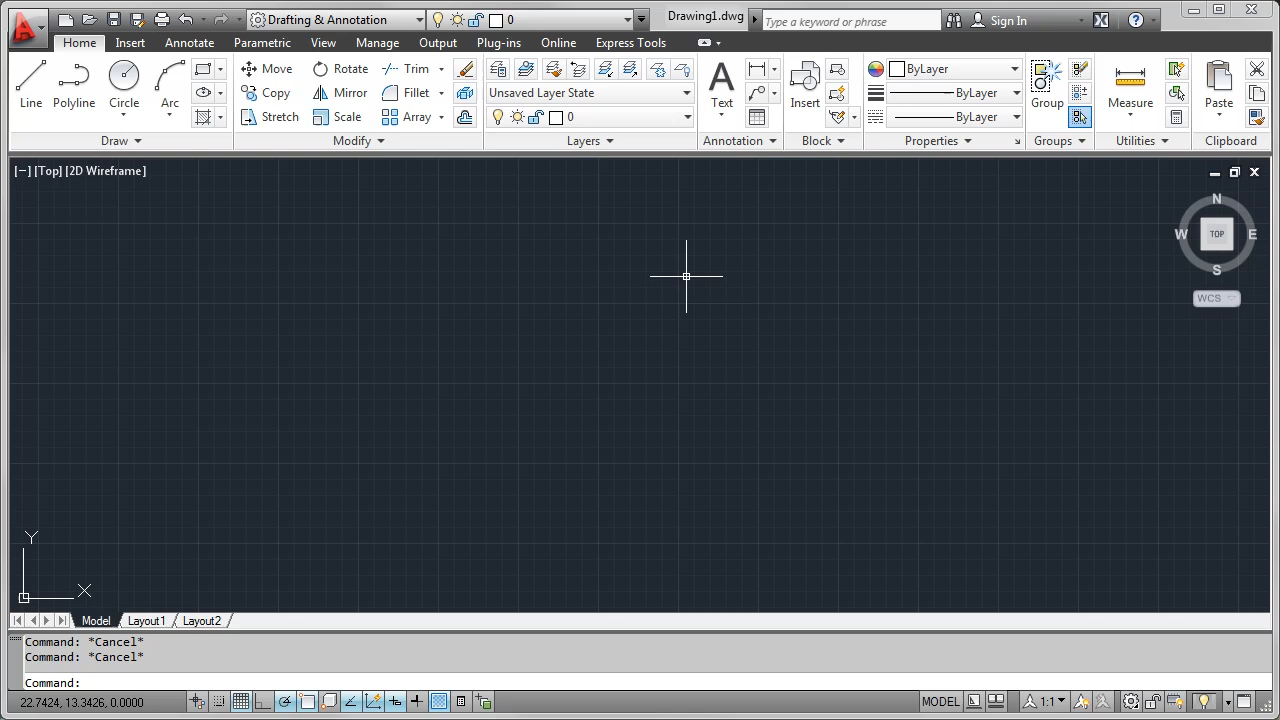 Drafting & Annotation
0
Drawing1.dwg
Type a keyword or phrase
Sign In
Home
Insert
Annotate
Parametric
View
Manage
Output
Plug-ins
Online
Express Tools
Line
Polyline
Circle
Arc
Draw
Move
Rotate
Trim
Copy
Mirror
Fillet
Stretch
Scale
Array
Modify
Unsaved Layer State
0
Layers
Text
Annotation
Insert
Block
ByLayer
ByLayer
ByLayer
Properties
Group
Groups
Measure
Utilities
Paste
Clipboard
[−] [Top] [2D Wireframe]
N
W
TOP
E
S
WCS
Y
X
Model
Layout1
Layout2
Command: *Cancel*
Command: *Cancel*
Command:
22.7424, 13.3426, 0.0000
MODEL
1:1